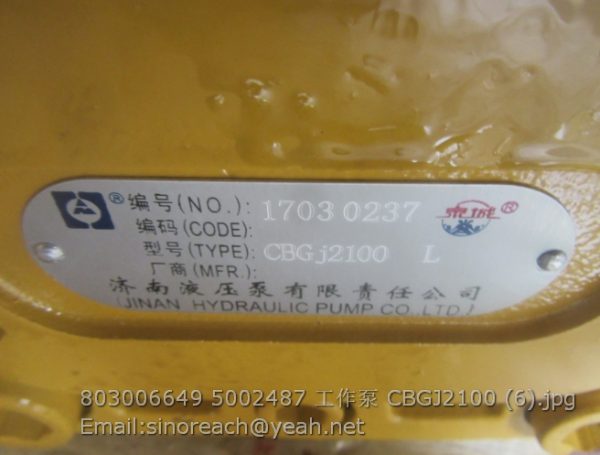 编号(NO.): 17030237
编码(CODE):
型号(TYPE): CBGj2100 L
厂商(MFR.):
济南液压泵有限责任公司
(JINAN HYDRAULIC PUMP CO.,LTD.)
803006649 5002487 工作泵 CBGJ2100 (6).jpg
Email:sinoreach@yeah.net